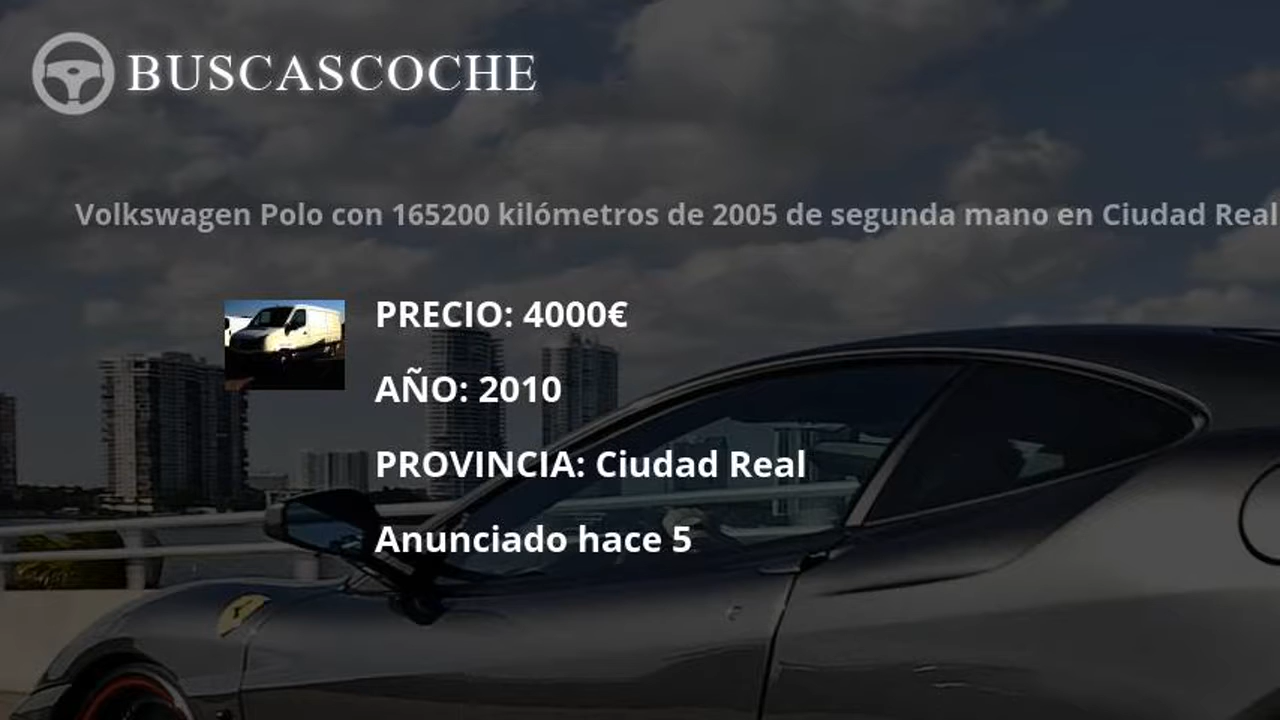 BUSCASCOCHE
Volkswagen Polo con 165200 kilómetros de 2005 de segunda mano en Ciudad Real
PRECIO: 4000€
AÑO: 2010
PROVINCIA: Ciudad Real
Anunciado hace 5